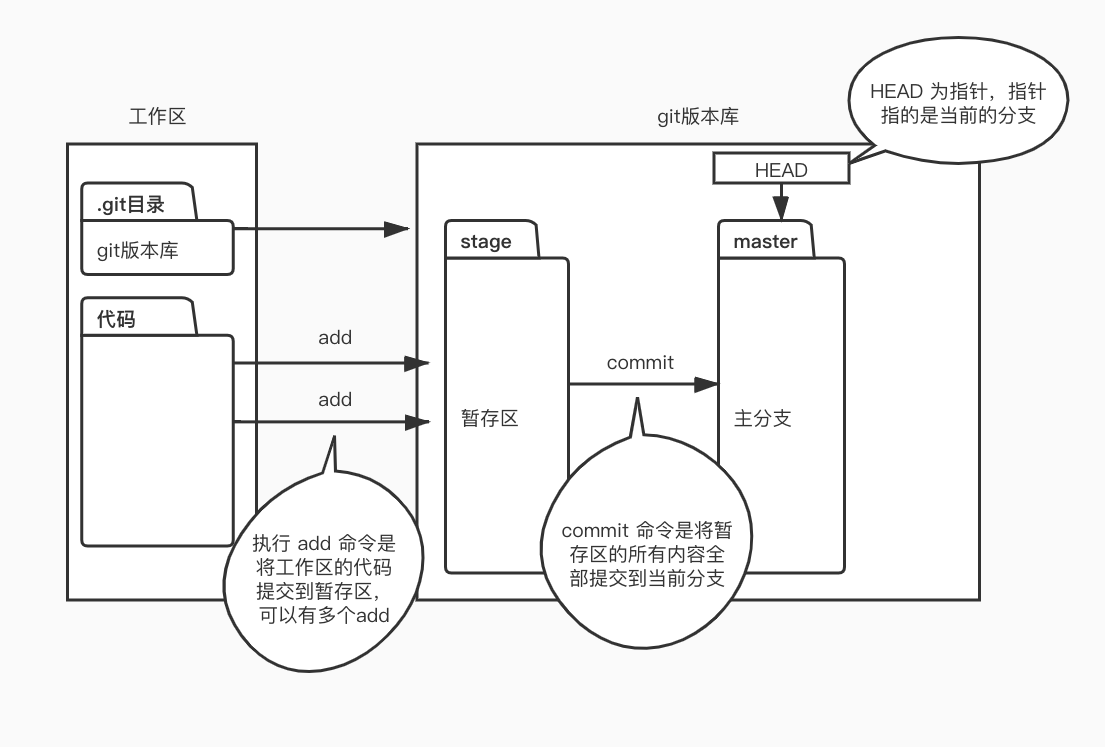 工作区
git版本库
HEAD 为指针，指针
指的是当前的分支
HEAD
.git目录
git版本库
stage
master
代码
add
add
commit
暂存区
主分支
执行 add 命令是
将工作区的代码
提交到暂存区，
可以有多个add
commit 命令是将暂
存区的所有内容全
部提交到当前分支